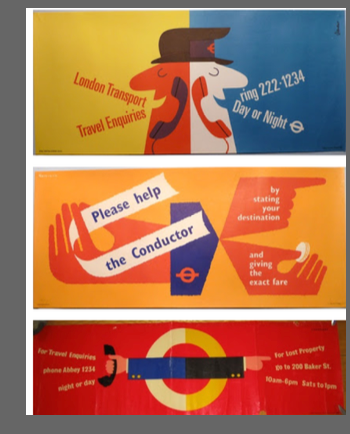 London Transport
Travel Enquiries
ring 222-1234
Day or Night
Please help
the Conductor
by
stating
your
destination
and
giving
the
exact fare
For Travel Enquiries
phone Abbey 1234
night or day
For Lost Property
go to 200 Baker St.
10am-6pm Sats to 1pm